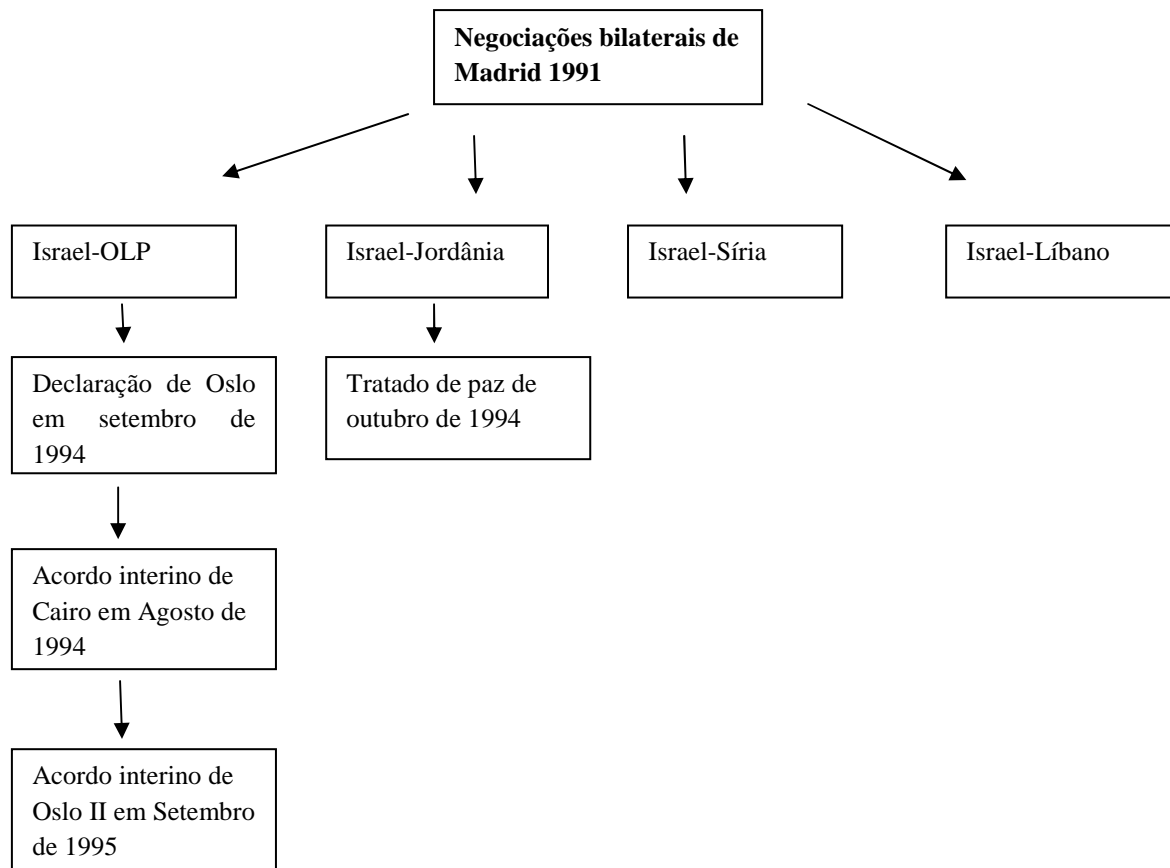 Negociações bilaterais de
Madrid 1991
Israel-OLP
Israel-Jordânia
Israel-Síria
Israel-Líbano
Declaração de Oslo
em setembro de
1994
Tratado de paz de
outubro de 1994
Acordo interino de
Cairo em Agosto de
1994
Acordo interino de
Oslo II em Setembro
de 1995